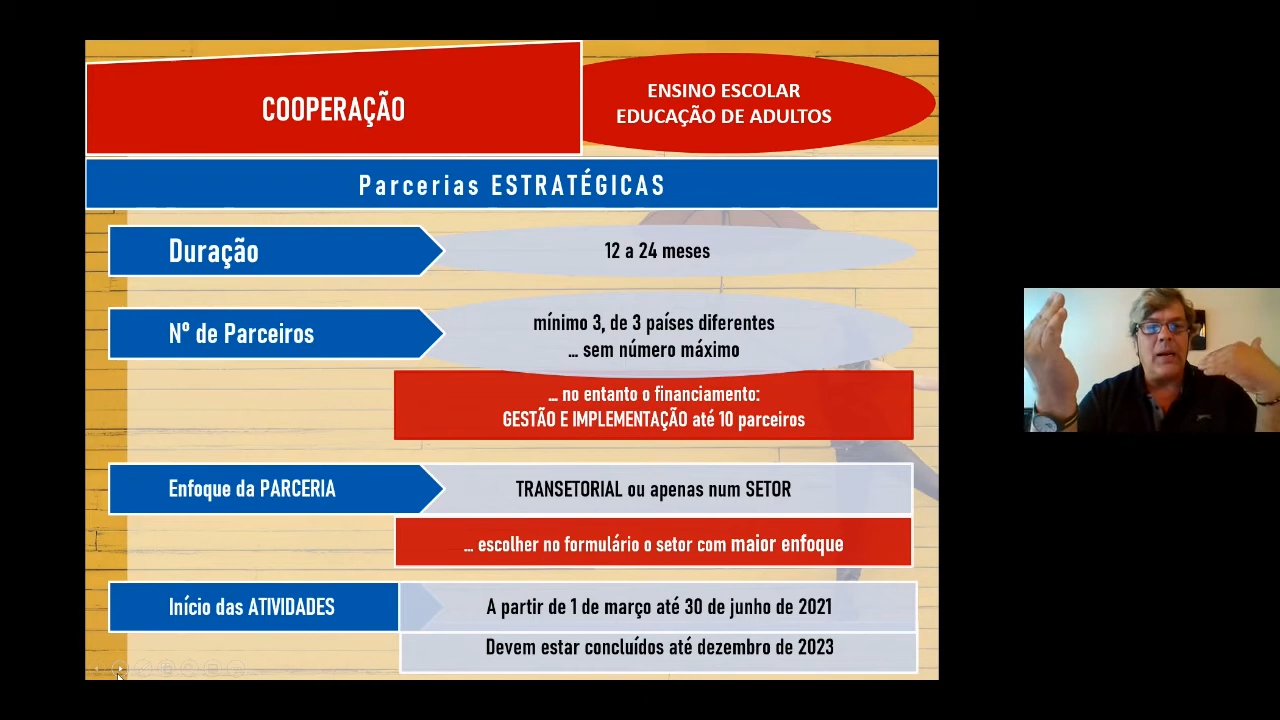 COOPERAÇÃO
ENSINO ESCOLAR
EDUCAÇÃO DE ADULTOS
Parcerias ESTRATÉGICAS
Duração
12 a 24 meses
Nº de Parceiros
mínimo 3, de 3 países diferentes
... sem número máximo
... no entanto o financiamento:
GESTÃO E IMPLEMENTAÇÃO até 10 parceiros
Enfoque da PARCERIA
TRANSETORIAL ou apenas num SETOR
... escolher no formulário o setor com maior enfoque
Início das ATIVIDADES
A partir de 1 de março até 30 de junho de 2021
Devem estar concluídos até dezembro de 2023